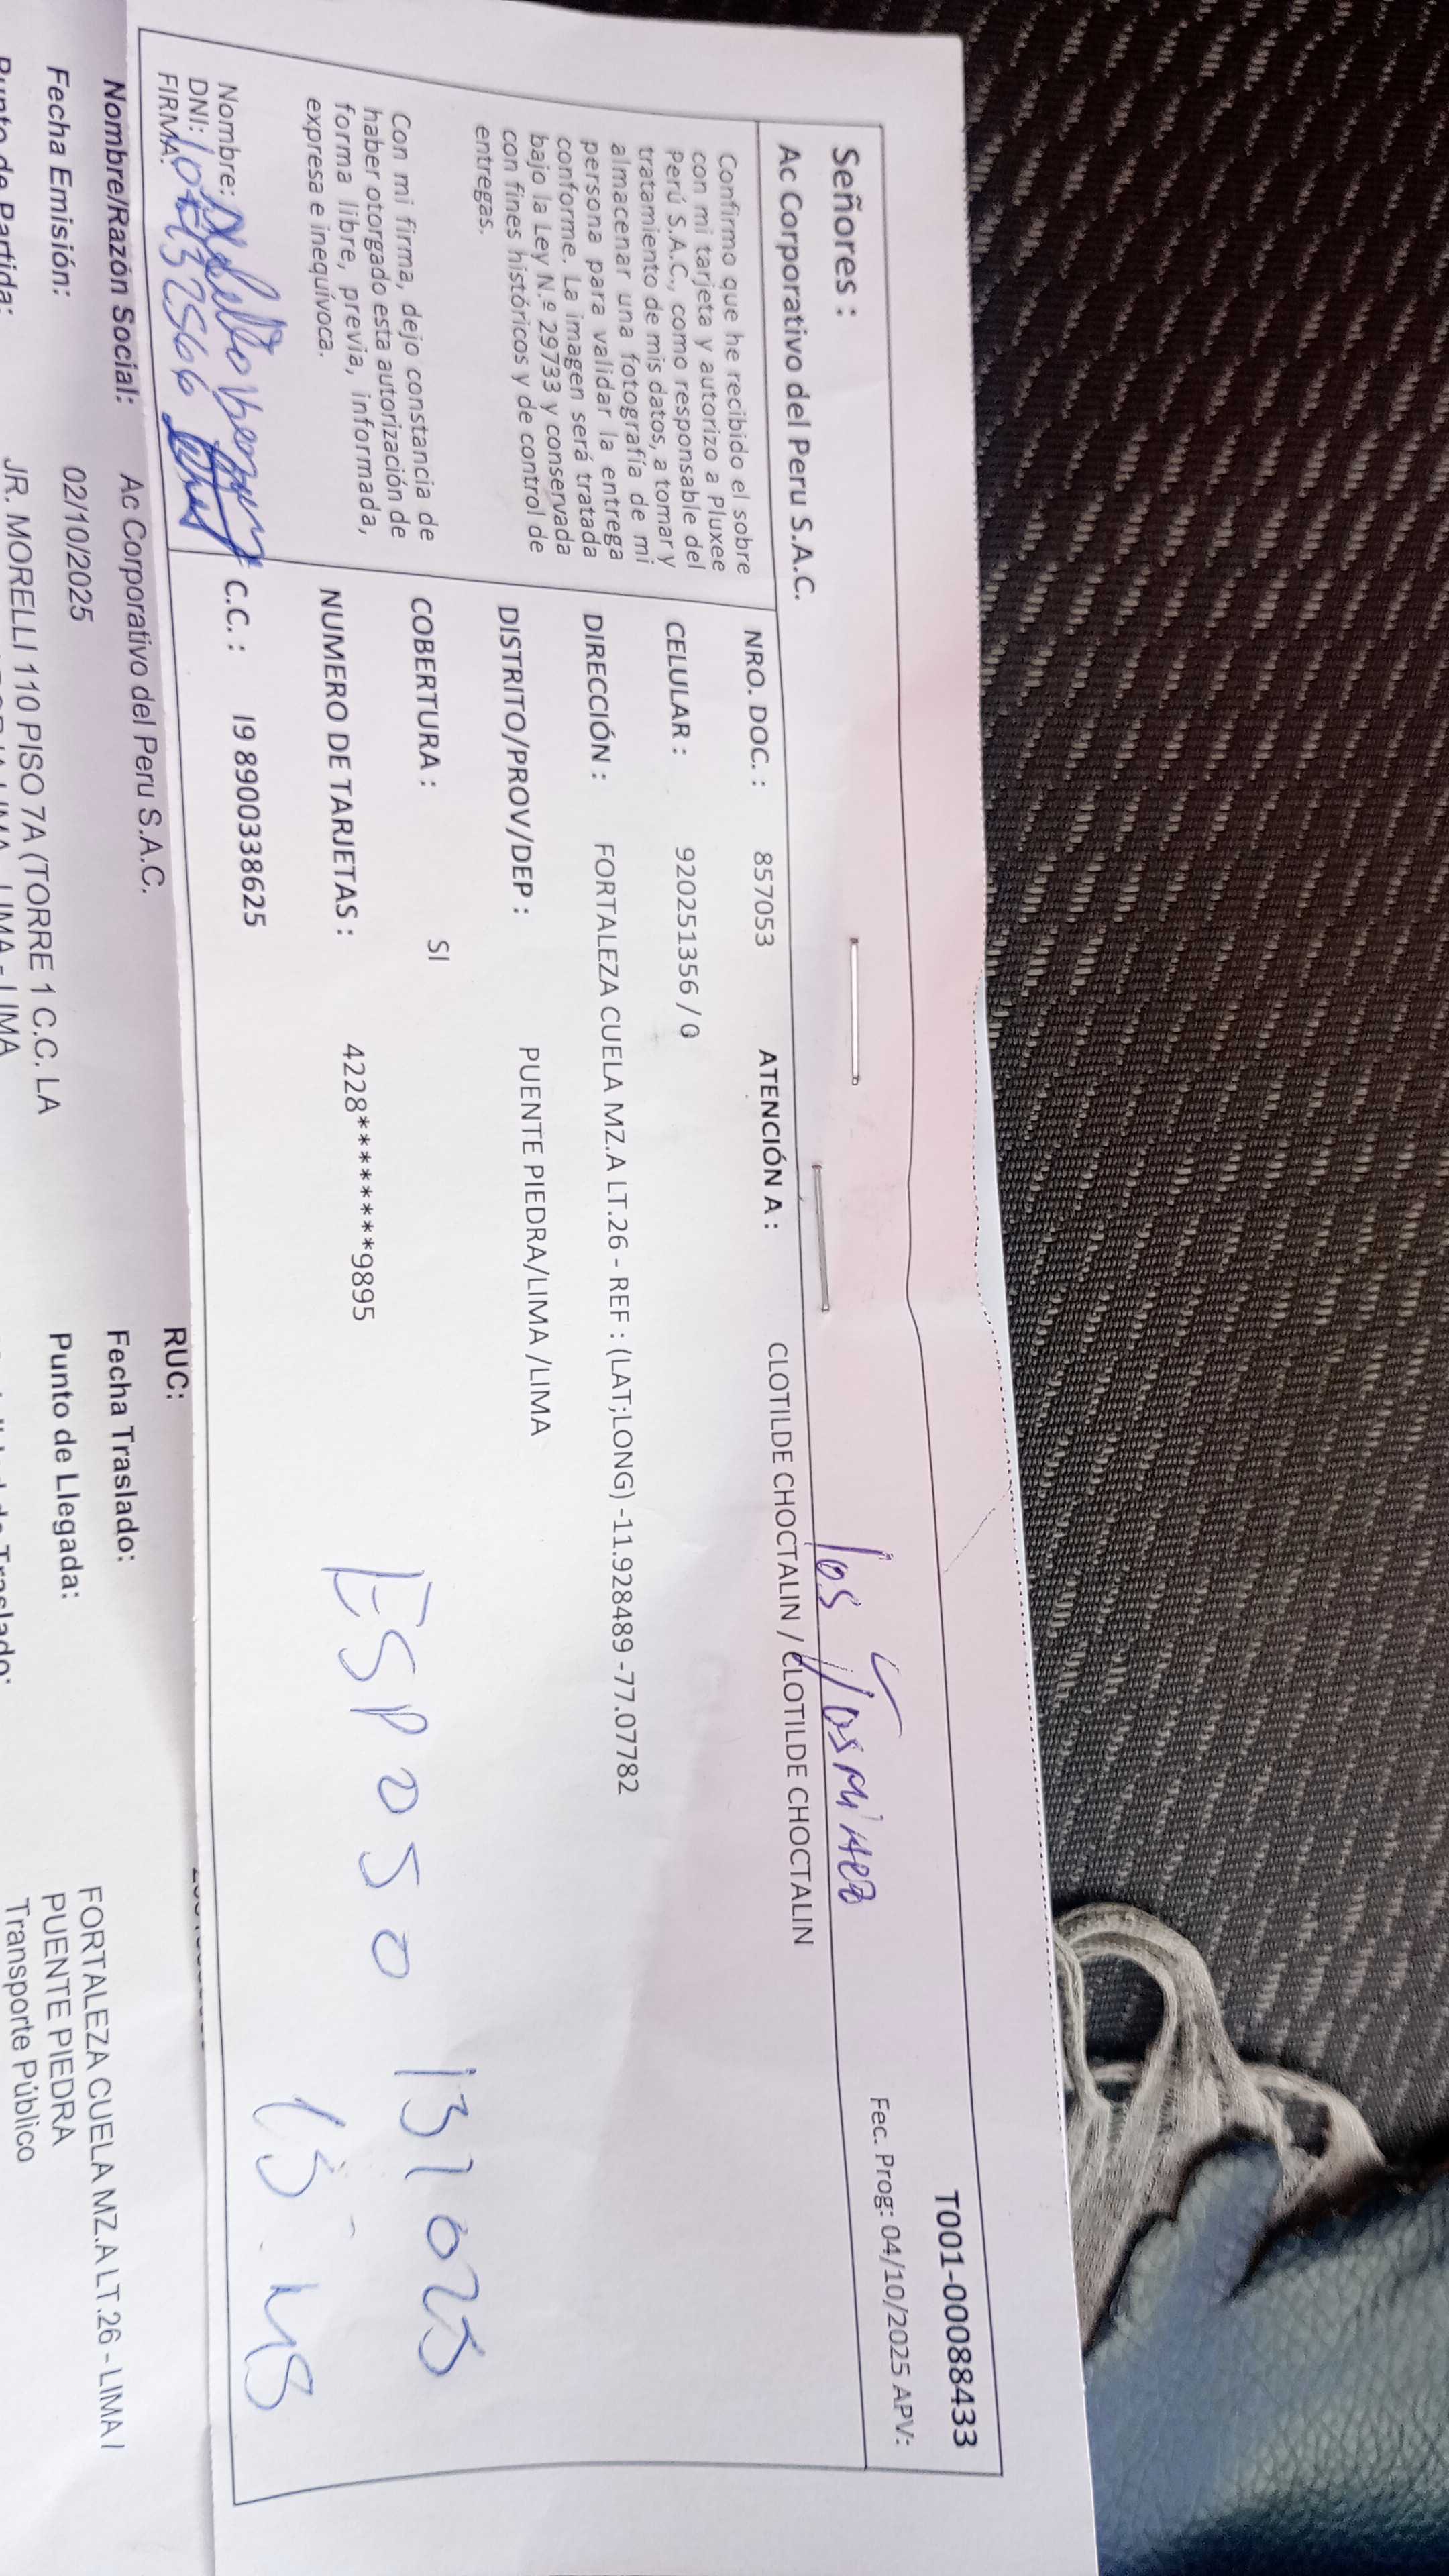 T001-00088433
Señores :
Fec. Prog: 04/10/2025 APV:
Ac Corporativo del Peru S.A.C.
los
NRO. DOC. : 857053 ATENCIÓN A : CLOTILDE CHOCTALIN / CLOTILDE CHOCTALIN
Confirmo que he recibido el sobre
con mi tarjeta y autorizo a Pluxee
Perú S.A.C., como responsable del
tratamiento de mis datos, a tomar y
almacenar una fotografía de mi
persona para validar la entrega
conforme. La imagen será tratada
bajo la Ley N.º 29733 y conservada
con fines históricos y de control de
entregas.
Con mi firma, dejo constancia de
haber otorgado esta autorización de
forma libre, previa, informada,
expresa e inequívoca.
Nombre:
DNI:
FIRMA:
CELULAR : 920251356 / 0
DIRECCIÓN : FORTALEZA CUELA MZ.A LT.26 - REF : (LAT;LONG) -11.928489 -77.07782
DISTRITO/PROV/DEP : PUENTE PIEDRA/LIMA /LIMA
COBERTURA : SI
NUMERO DE TARJETAS : 4228*********9895
ESPOSO 131025
C.C. : I9 8900338625
RUC:
Nombre/Razón Social: Ac Corporativo del Peru S.A.C.
Fecha Traslado:
Fecha Emisión: 02/10/2025
Punto de Llegada: FORTALEZA CUELA MZ.A LT.26 - LIMA /
PUENTE PIEDRA
Punto de Partida: JR. MORELLI 110 PISO 7A (TORRE 1 C.C. LA
Transporte Público